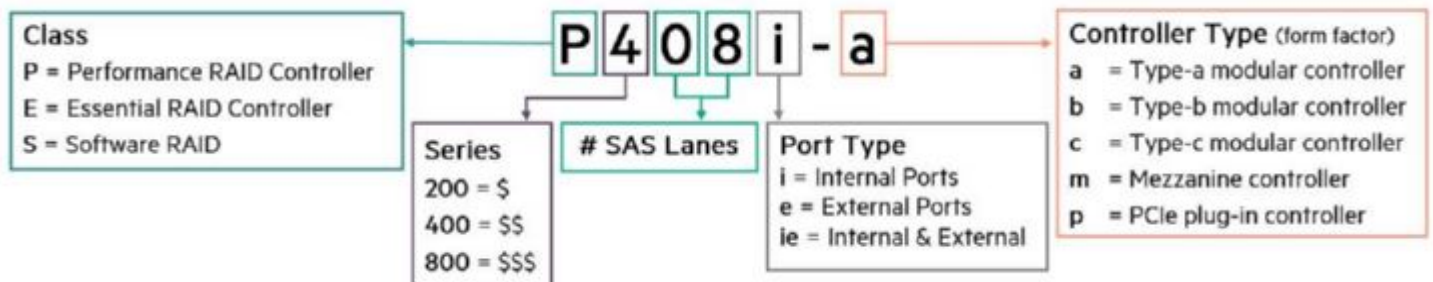 P408i-a
Class
P = Performance RAID Controller
E = Essential RAID Controller
S = Software RAID
Series
200 = $
400 = $$
800 = $$$
# SAS Lanes
Port Type
i = Internal Ports
e = External Ports
ie = Internal & External
Controller Type (form factor)
a = Type-a modular controller
b = Type-b modular controller
c = Type-c modular controller
m = Mezzanine controller
p = PCIe plug-in controller